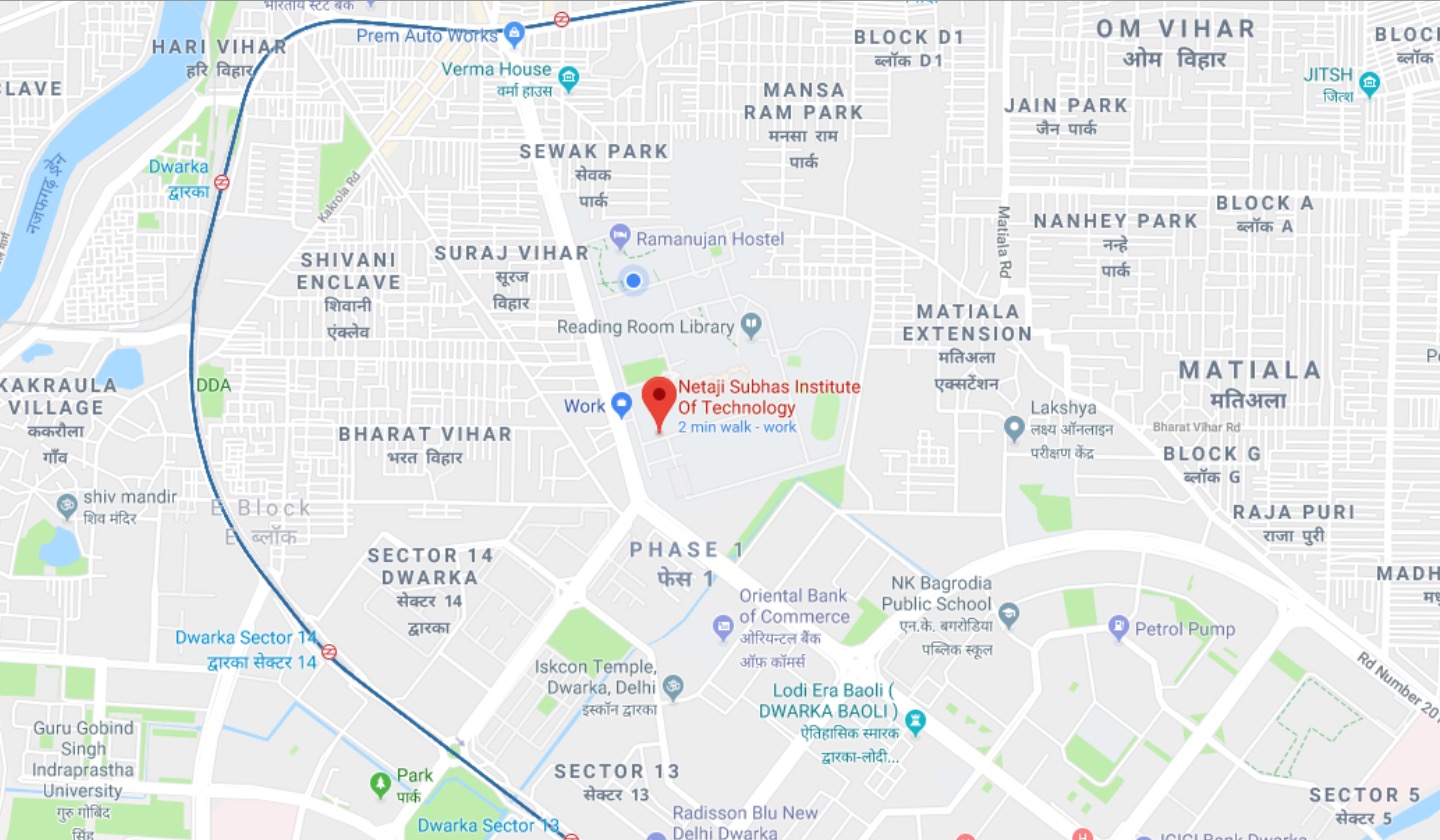 भारतीय स्टेट बैंक
Prem Auto Works
HARI VIHAR
हरि विहार
Verma House
वर्मा हाउस
BLOCK D1
ब्लॉक D1
OM VIHAR
ओम विहार
BLOCK
ब्लॉक
CLAVE
JITSH
जित्श
MANSA
RAM PARK
मनसा राम
पार्क
JAIN PARK
जैन पार्क
SEWAK PARK
सेवक
पार्क
Dwarka
द्वारका
नजफगढ़ ड्रेन
मार्ग
Kakrola Rd
Matiala Rd
NANHEY PARK
नन्हे
पार्क
BLOCK A
ब्लॉक A
Ramanujan Hostel
SURAJ VIHAR
सूरज
विहार
SHIVANI
ENCLAVE
शिवानी
एंक्लेव
Reading Room Library
MATIALA
EXTENSION
मतिअला
एक्सटेंशन
MATIALA
मतिअला
KAKRAULA
VILLAGE
ककरौला
गाँव
DDA
Work
Netaji Subhas Institute
Of Technology
2 min walk - work
Lakshya
लक्ष्य ऑनलाइन
परीक्षण केंद्र
Bharat Vihar Rd
BLOCK G
ब्लॉक G
BHARAT VIHAR
भरत विहार
shiv mandir
शिव मंदिर
E Block
E ब्लॉक
RAJA PURI
राजा पुरी
SECTOR 14
DWARKA
सेक्टर 14
द्वारका
PHASE 1
फेस 1
NK Bagrodia
Public School
एन.के. बगरोडिया
पब्लिक स्कूल
MADH
Oriental Bank
of Commerce
ओरियन्टल बैंक
ऑफ़ कॉमर्स
Petrol Pump
Dwarka Sector 14
द्वारका सेक्टर 14
Iskcon Temple,
Dwarka, Delhi
इस्कॉन द्वारका
Lodi Era Baoli (
DWARKA BAOLI )
ऐतिहासिक स्मारक
द्वारका-लोदी...
Rd Number 201
Guru Gobind
Singh
Indraprastha
University
गुरु गोबिंद
सिंह
Park
पार्क
SECTOR 13
सेक्टर 13
SECTOR 5
सेक्टर 5
Dwarka Sector 13
Radisson Blu New
Delhi Dwarka
H
ICICI Bank Dwarka